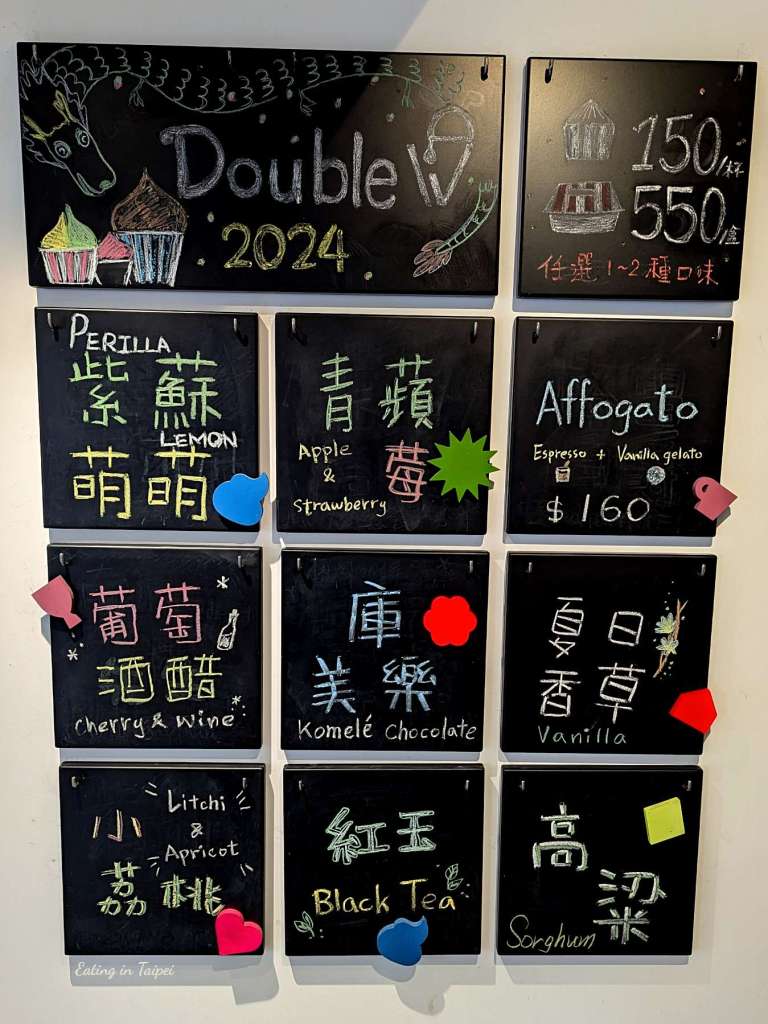 Double V
2024
150/杯
550/盒
任選 1~2 種口味
PERILLA
紫蘇
LEMON
萌萌
青蘋
Apple
&
Strawberry
莓
Affogato
Espresso + Vanilla gelato
$160
葡萄
酒醋
Cherry & Wine
庫
美樂
Komelé Chocolate
夏日
香草
Vanilla
Litchi
&
Apricot
小
荔桃
紅玉
Black Tea
高
粱
Sorghum
Eating in Taipei